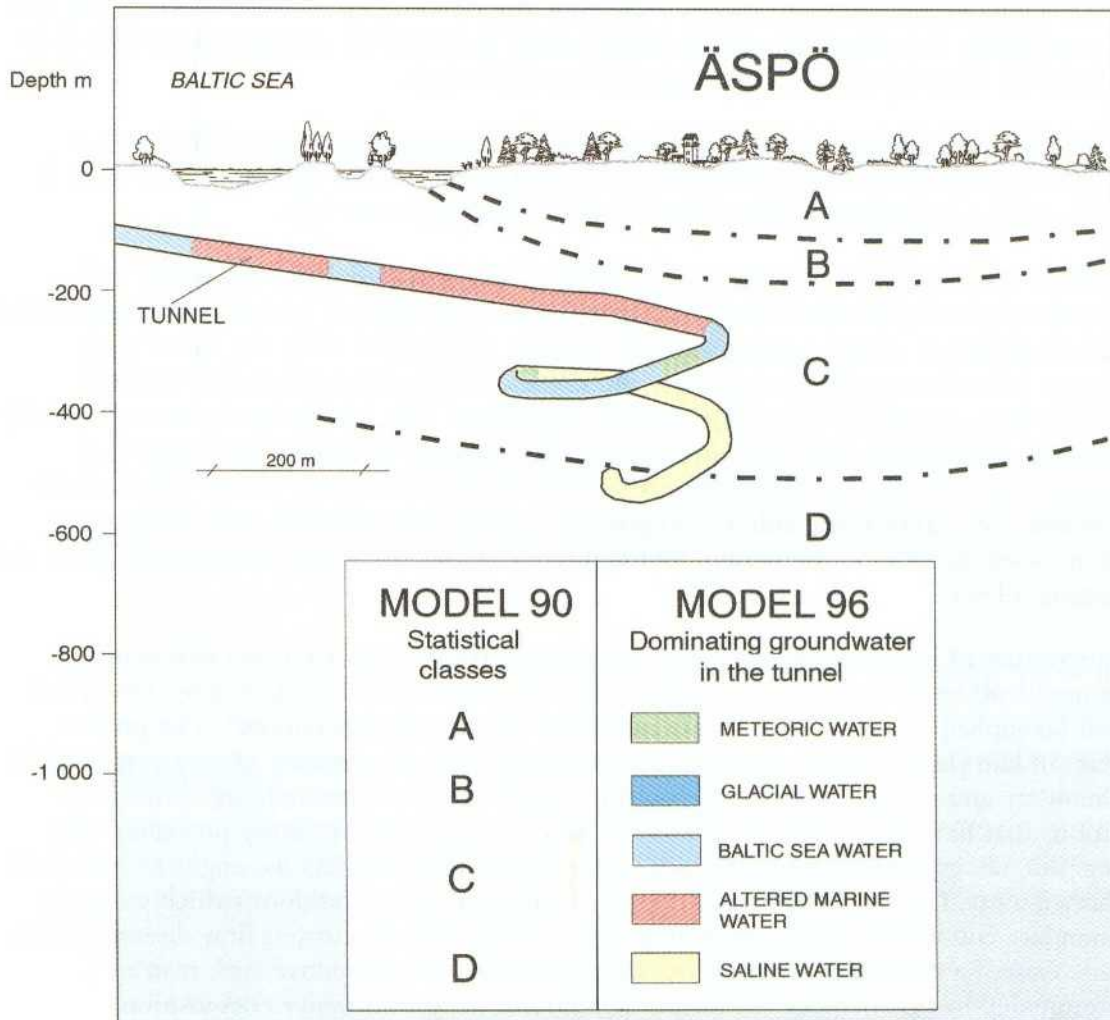 ÄSPÖ
Depth m
BALTIC SEA
0
A
B
-200
TUNNEL
C
-400
200 m
-600
D
MODEL 90
Statistical
classes
A
B
C
D
MODEL 96
Dominating groundwater
in the tunnel
METEORIC WATER
GLACIAL WATER
BALTIC SEA WATER
ALTERED MARINE
WATER
SALINE WATER
-800
-1 000